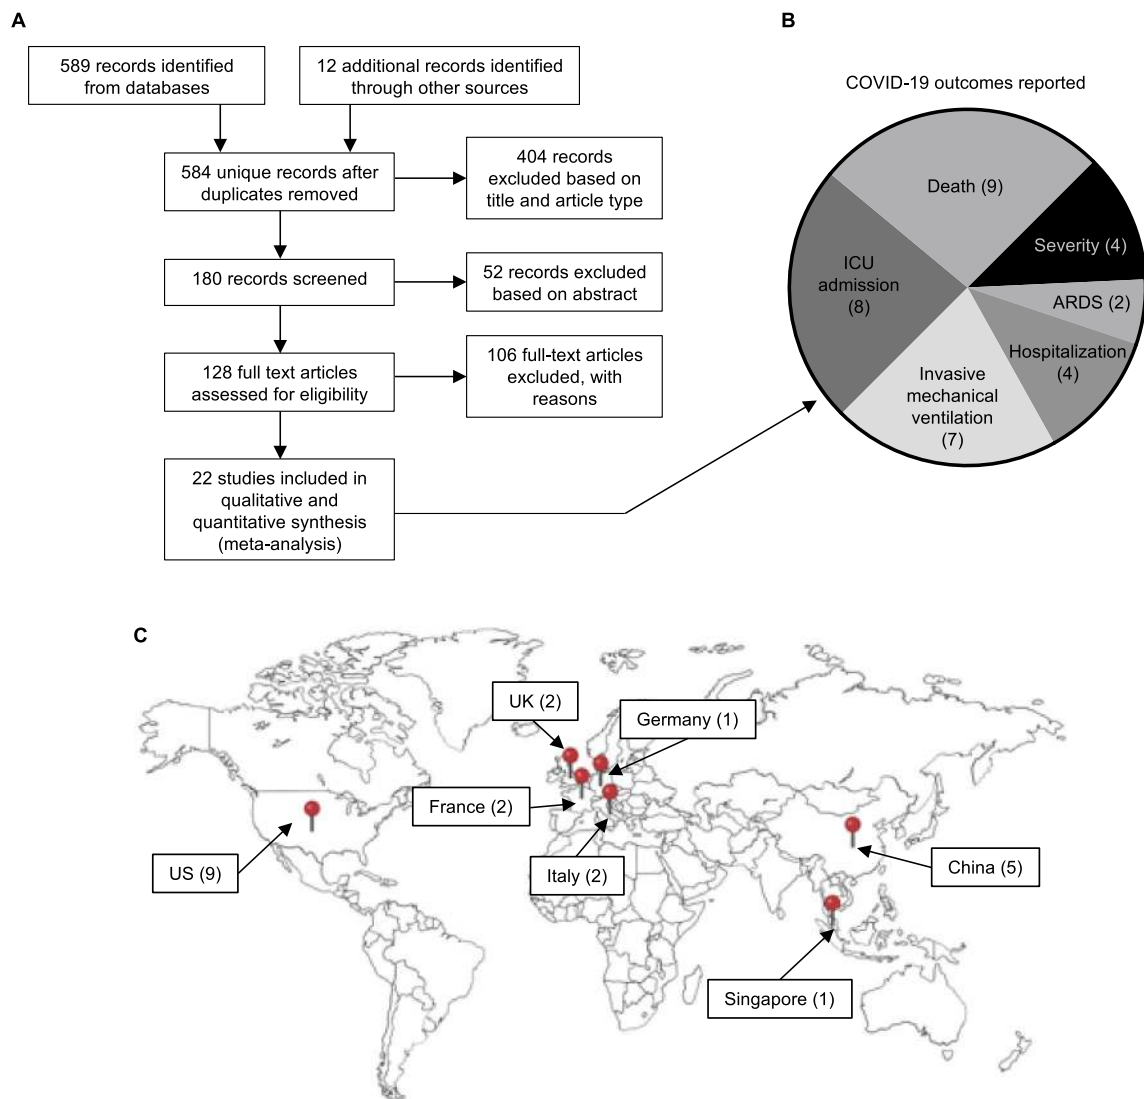 A
589 records identified
from databases
12 additional records identified
through other sources
584 unique records after
duplicates removed
404 records
excluded based on
title and article type
180 records screened
52 records excluded
based on abstract
128 full text articles
assessed for eligibility
106 full-text articles
excluded, with
reasons
22 studies included in
qualitative and
quantitative synthesis
(meta-analysis)
B
COVID-19 outcomes reported
Death (9)
Severity (4)
ICU
admission
(8)
ARDS (2)
Hospitalization
(4)
Invasive
mechanical
ventilation
(7)
C
UK (2)
Germany (1)
France (2)
US (9)
Italy (2)
China (5)
Singapore (1)